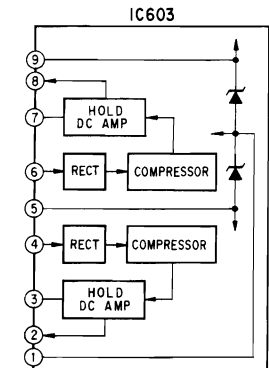 IC603
9
8
HOLD
DC AMP
7
6
RECT
COMPRESSOR
5
4
RECT
COMPRESSOR
3
HOLD
DC AMP
2
1